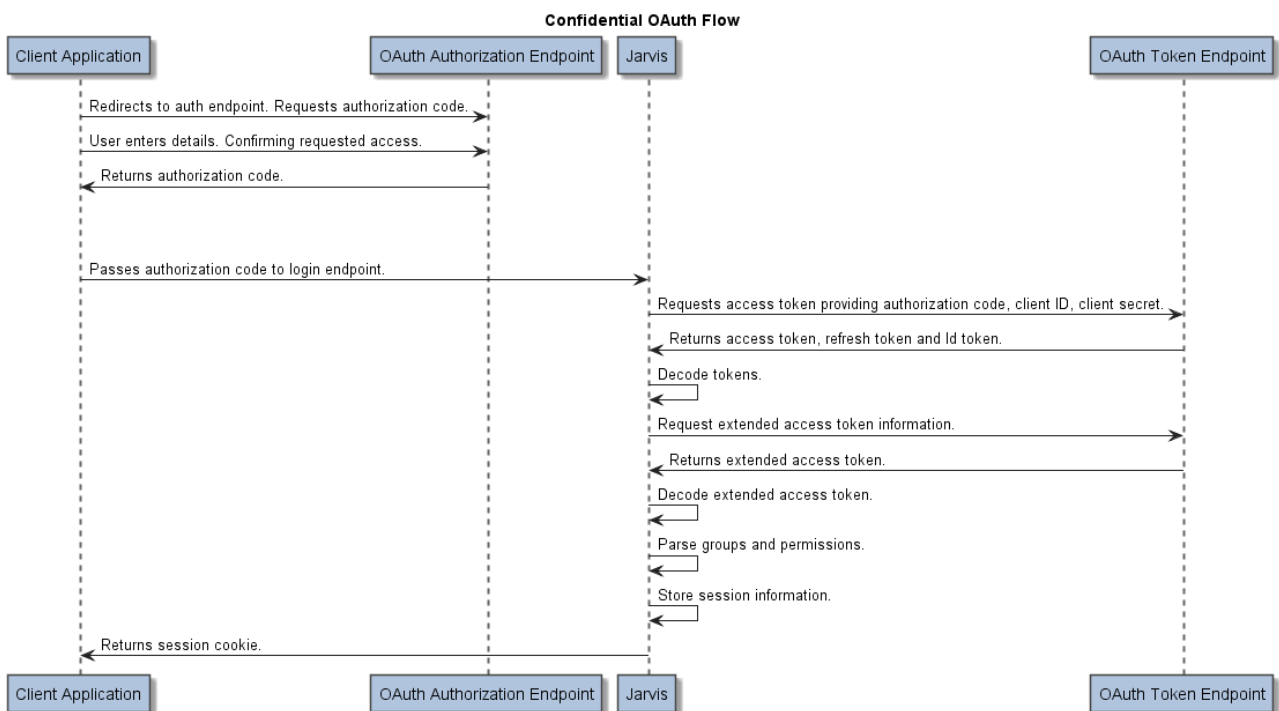 Confidential OAuth Flow
Client Application
OAuth Authorization Endpoint
Jarvis
OAuth Token Endpoint
Redirects to auth endpoint. Requests authorization code.
User enters details. Confirming requested access.
Returns authorization code.
Passes authorization code to login endpoint.
Requests access token providing authorization code, client ID, client secret.
Returns access token, refresh token and Id token.
Decode tokens.
Request extended access token information.
Returns extended access token.
Decode extended access token.
Parse groups and permissions.
Store session information.
Returns session cookie.
Client Application
OAuth Authorization Endpoint
Jarvis
OAuth Token Endpoint